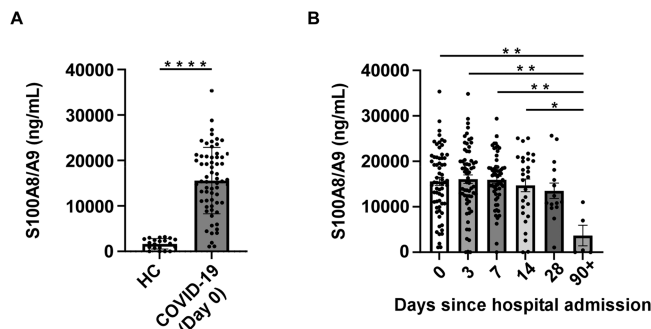 A
S100A8/A9 (ng/mL)
40000
30000
20000
10000
0
****
HC
COVID-19
(Day 0)
B
S100A8/A9 (ng/mL)
40000
30000
20000
10000
0
**
**
**
*
0
3
7
14
28
90+
Days since hospital admission